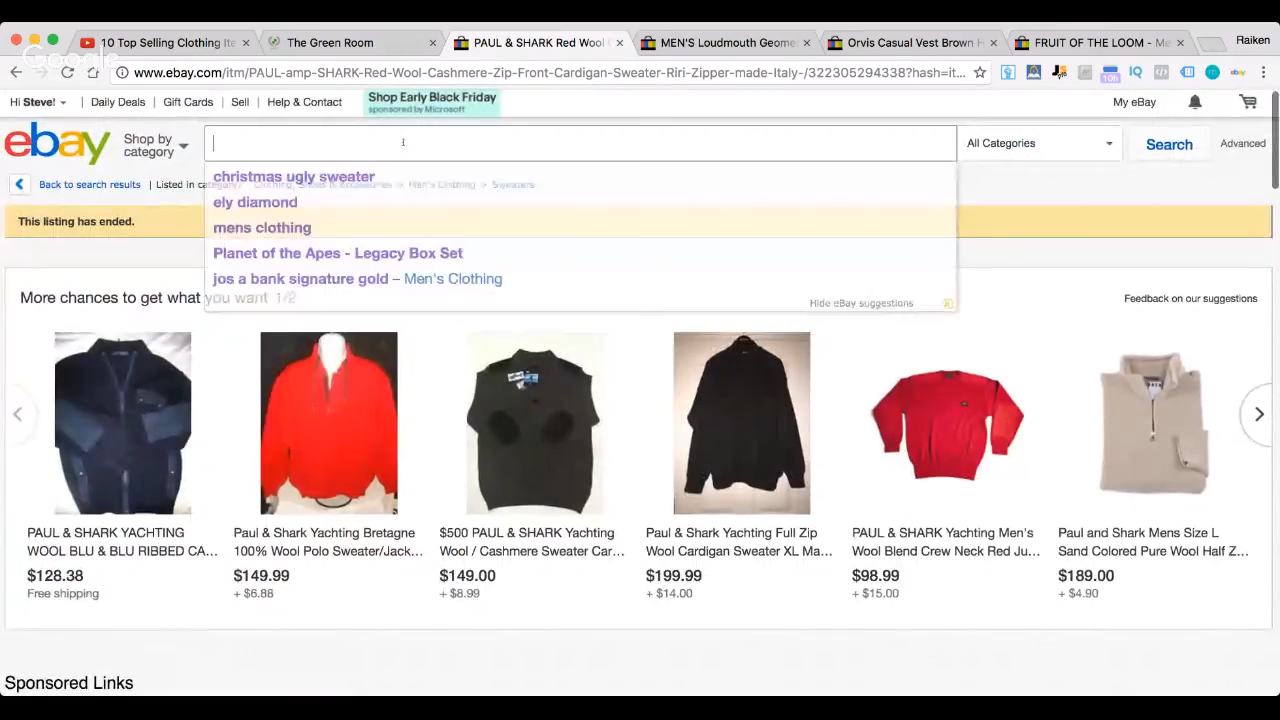 10 Top Selling Clothing Ite
The Green Room
PAUL & SHARK Red Wool
MEN'S Loudmouth Geome
Orvis Casual Vest Brown H
FRUIT OF THE LOOM - Me
Raiken
Google
www.ebay.com/itm/PAUL-amp-SHARK-Red-Wool-Cashmere-Zip-Front-Cardigan-Sweater-Riri-Zipper-made-Italy-/322305294338?hash=it...
10h
Hi Steve!
Daily Deals
Gift Cards
Sell
Help & Contact
Shop Early Black Friday
sponsored by Microsoft
My eBay
ebay
Shop by
category
All Categories
Search
Advanced
Back to search results
Listed in category:
Clothing, Shoes & Accessories > Men's Clothing > Sweaters
christmas ugly sweater
ely diamond
mens clothing
Planet of the Apes - Legacy Box Set
jos a bank signature gold – Men's Clothing
Hide eBay suggestions
This listing has ended.
More chances to get what you want 1/2
Feedback on our suggestions
PAUL & SHARK YACHTING
WOOL BLU & BLU RIBBED CA...
$128.38
Free shipping
Paul & Shark Yachting Bretagne
100% Wool Polo Sweater/Jack...
$149.99
+ $6.88
$500 PAUL & SHARK Yachting
Wool / Cashmere Sweater Car...
$149.00
+ $8.99
Paul & Shark Yachting Full Zip
Wool Cardigan Sweater XL Ma...
$199.99
+ $14.00
PAUL & SHARK Yachting Men's
Wool Blend Crew Neck Red Ju...
$98.99
+ $15.00
Paul and Shark Mens Size L
Sand Colored Pure Wool Half Z...
$189.00
+ $4.90
Sponsored Links